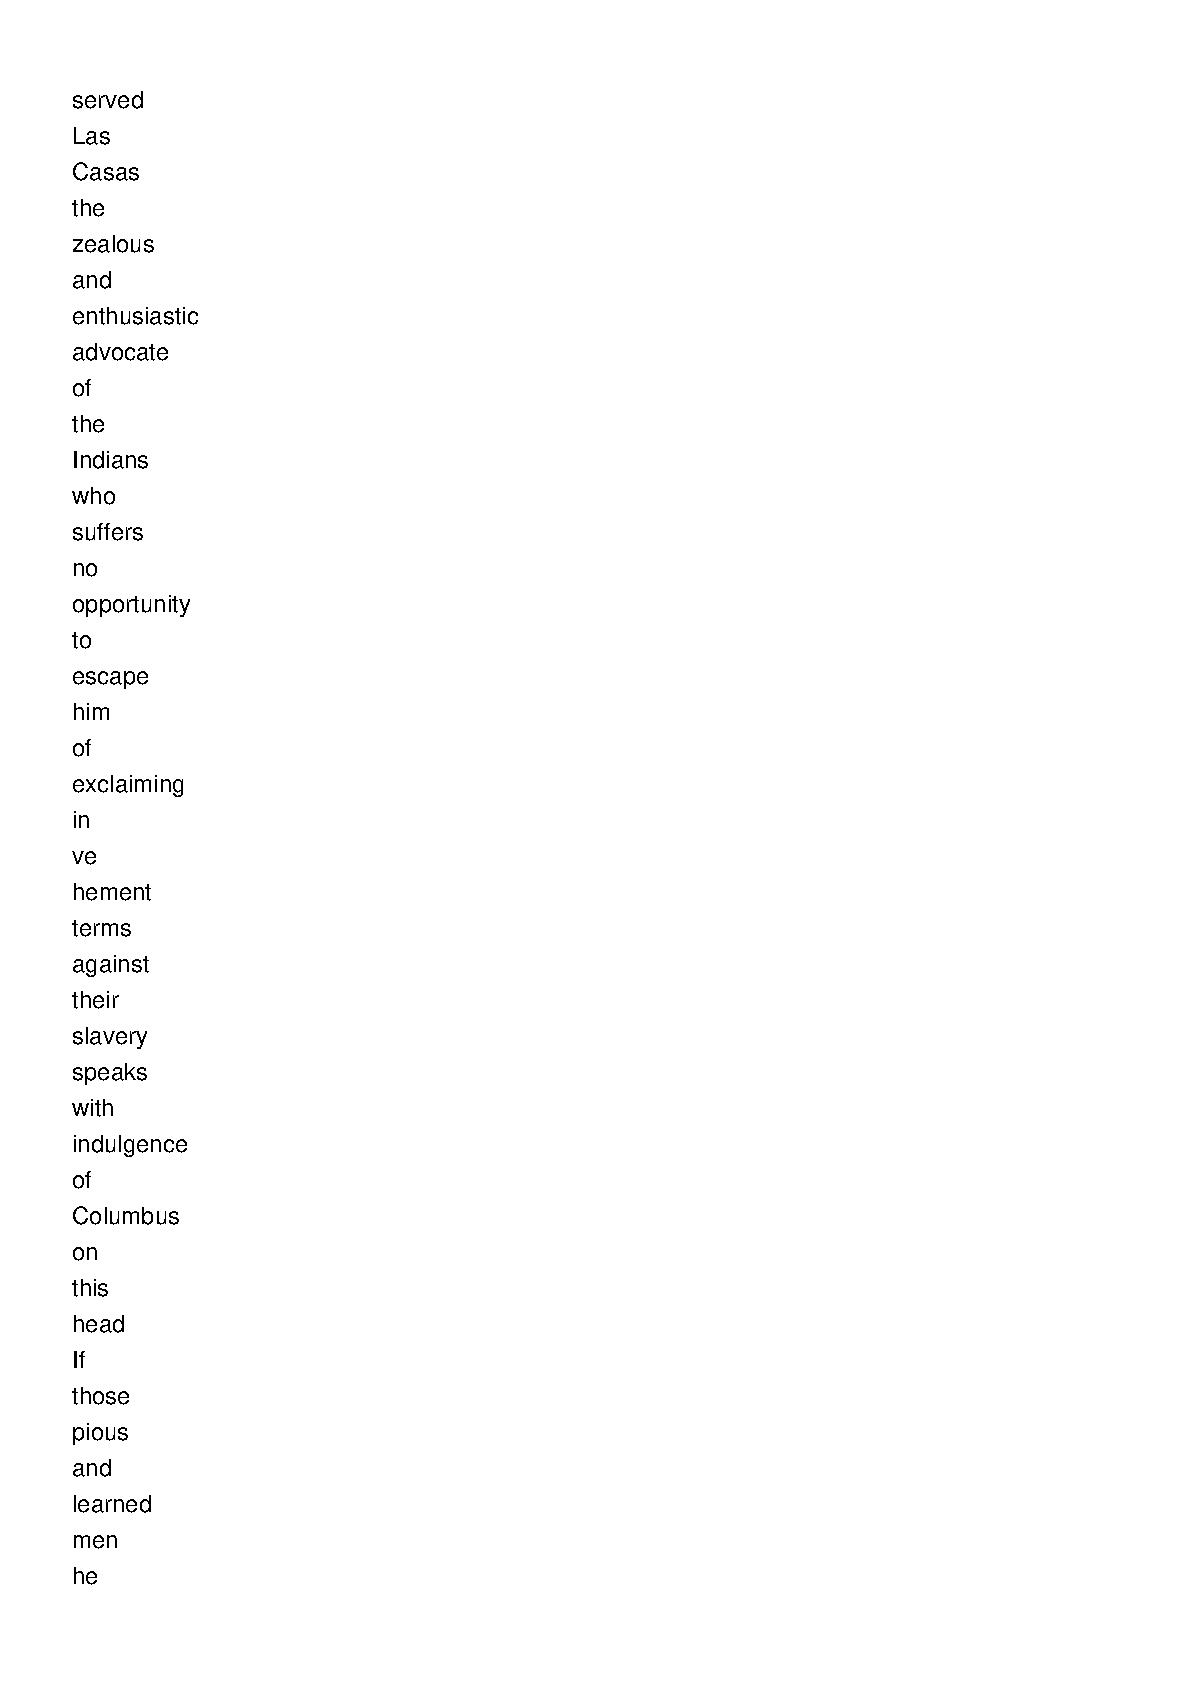 served
Las
Casas
the
zealous
and
enthusiastic
advocate
of
the
Indians
who
suffers
no
opportunity
to
escape
him
of
exclaiming
in
ve
hement
terms
against
their
slavery
speaks
with
indulgence
of
Columbus
on
this
head
If
those
pious
and
learned
men
he